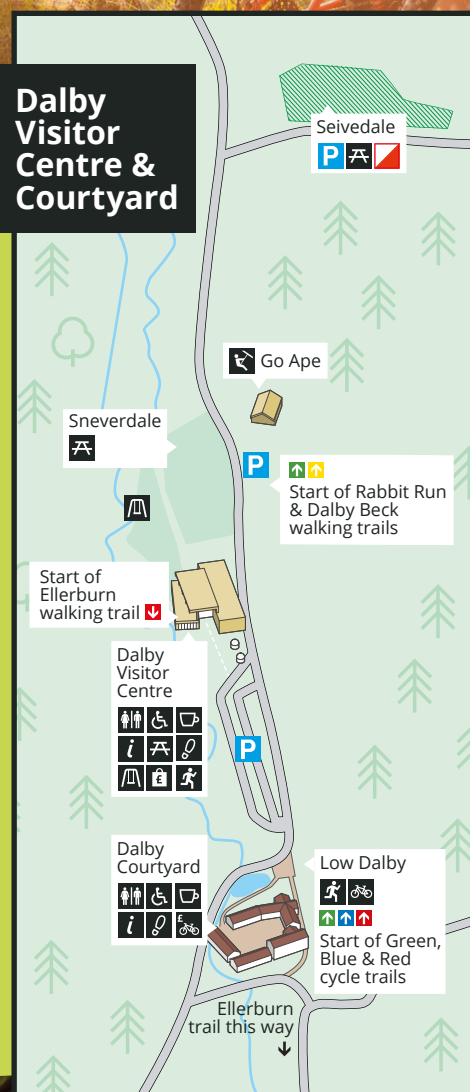 Dalby
Visitor
Centre &
Courtyard
Seivedale
P
Go Ape
Sneverdale
P
Start of Rabbit Run
& Dalby Beck
walking trails
Start of
Ellerburn
walking trail
Dalby
Visitor
Centre
i
£
P
Dalby
Courtyard
i
£
Low Dalby
Start of Green,
Blue & Red
cycle trails
Ellerburn
trail this way